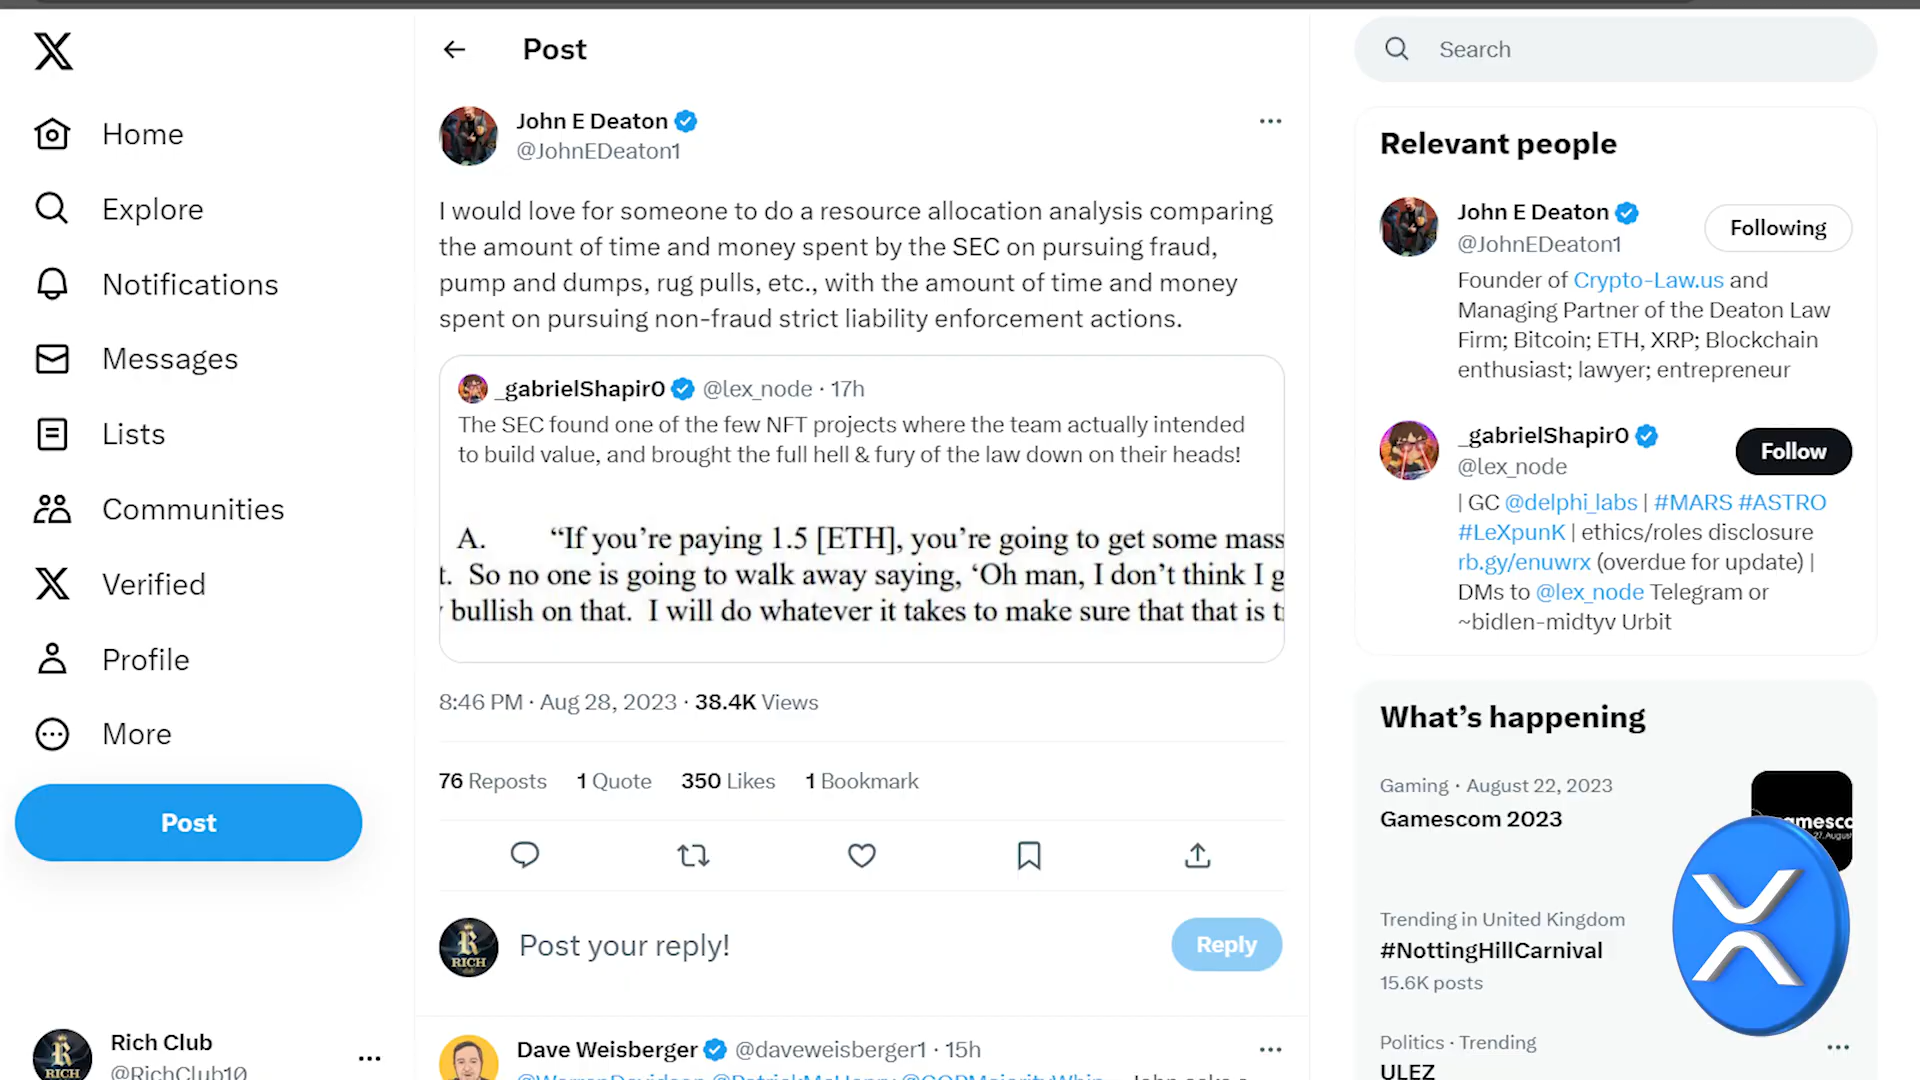 Home
Explore
Notifications
Messages
Lists
Communities
Verified
Profile
More
Post
Rich Club
@RichClub10
Post
John E Deaton
@JohnEDeaton1
I would love for someone to do a resource allocation analysis comparing
the amount of time and money spent by the SEC on pursuing fraud,
pump and dumps, rug pulls, etc., with the amount of time and money
spent on pursuing non-fraud strict liability enforcement actions.
_gabrielShapir0 @lex_node · 17h
The SEC found one of the few NFT projects where the team actually intended
to build value, and brought the full hell & fury of the law down on their heads!
A. “If you’re paying 1.5 [ETH], you’re going to get some mass
t. So no one is going to walk away saying, ‘Oh man, I don’t think I g
bullish on that. I will do whatever it takes to make sure that that is
8:46 PM · Aug 28, 2023 · 38.4K Views
76 Reposts 1 Quote 350 Likes 1 Bookmark
RICH
Post your reply!
Reply
Dave Weisberger @daveweisberger1 · 15h
Search
Relevant people
John E Deaton
@JohnEDeaton1
Following
Founder of Crypto-Law.us and
Managing Partner of the Deaton Law
Firm; Bitcoin; ETH, XRP; Blockchain
enthusiast; lawyer; entrepreneur
_gabrielShapir0
@lex_node
Follow
| GC @delphi_labs | #MARS #ASTRO
#LeXpunK | ethics/roles disclosure
rb.gy/enuwrx (overdue for update) |
DMs to @lex_node Telegram or
~bidlen-midtyv Urbit
What’s happening
Gaming · August 22, 2023
Gamescom 2023
Trending in United Kingdom
#NottingHillCarnival
15.6K posts
Politics · Trending
ULEZ
RICH